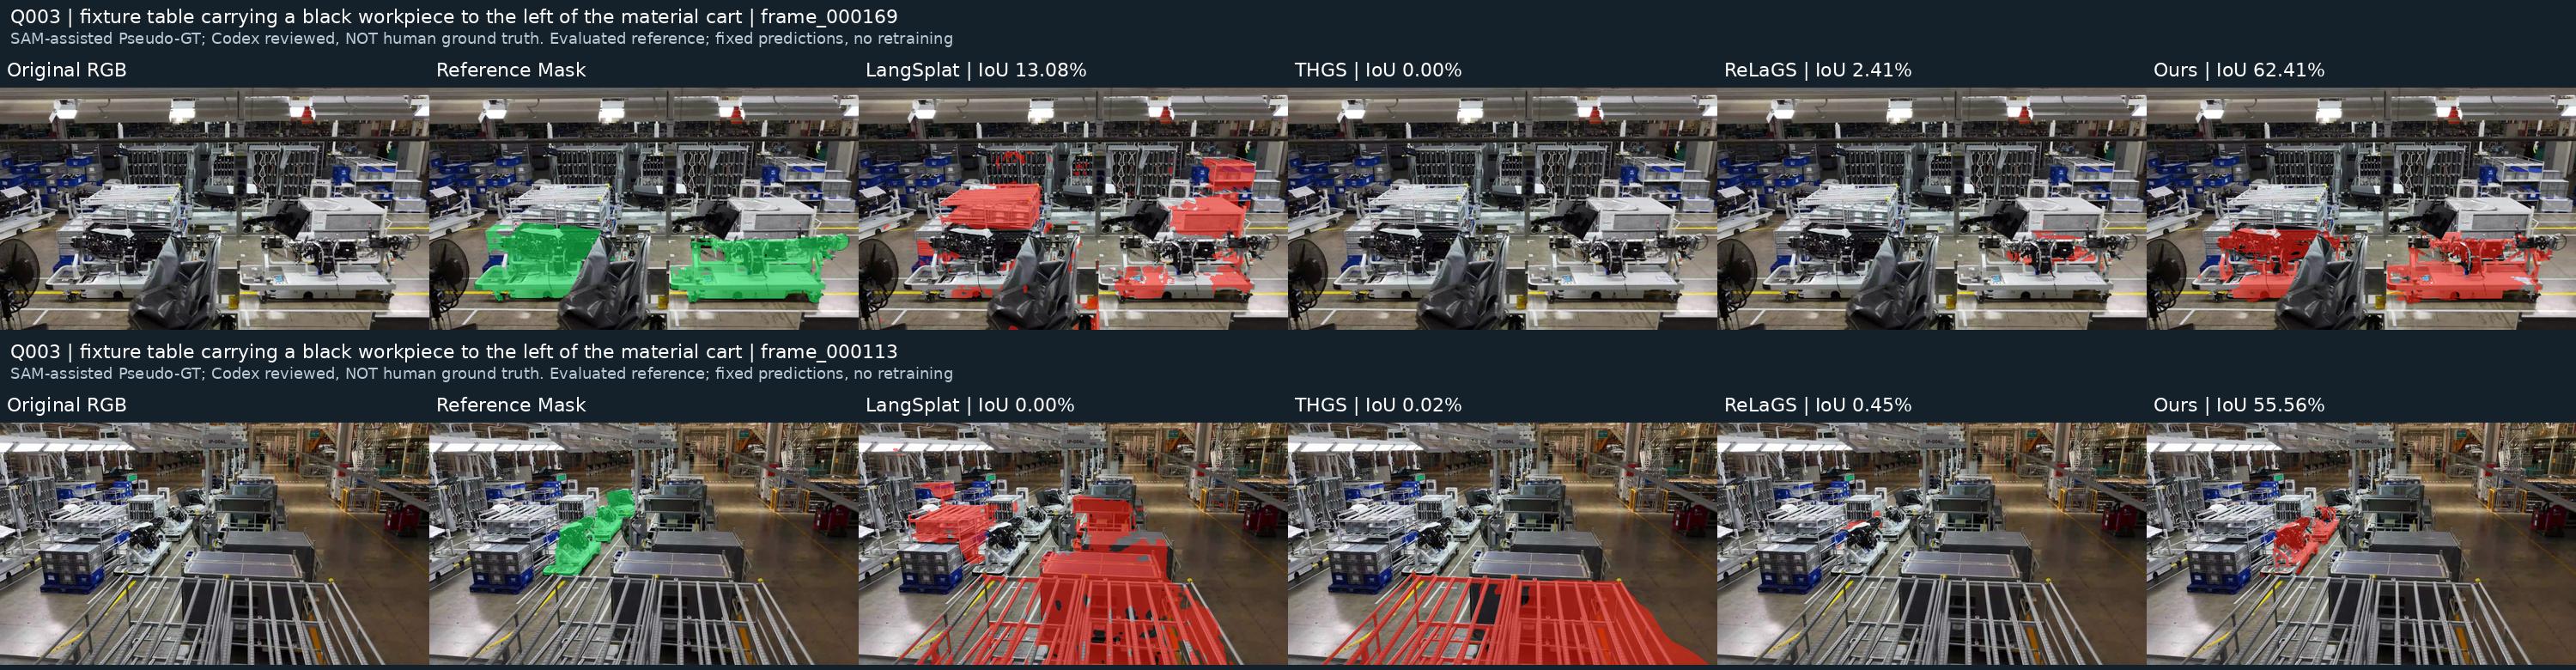 Q003 | fixture table carrying a black workpiece to the left of the material cart | frame_000169
SAM-assisted Pseudo-GT; Codex reviewed, NOT human ground truth. Evaluated reference; fixed predictions, no retraining
Original RGB
Reference Mask
LangSplat | IoU 13.08%
THGS | IoU 0.00%
ReLaGS | IoU 2.41%
Ours | IoU 62.41%
Q003 | fixture table carrying a black workpiece to the left of the material cart | frame_000113
SAM-assisted Pseudo-GT; Codex reviewed, NOT human ground truth. Evaluated reference; fixed predictions, no retraining
Original RGB
Reference Mask
LangSplat | IoU 0.00%
THGS | IoU 0.02%
ReLaGS | IoU 0.45%
Ours | IoU 55.56%